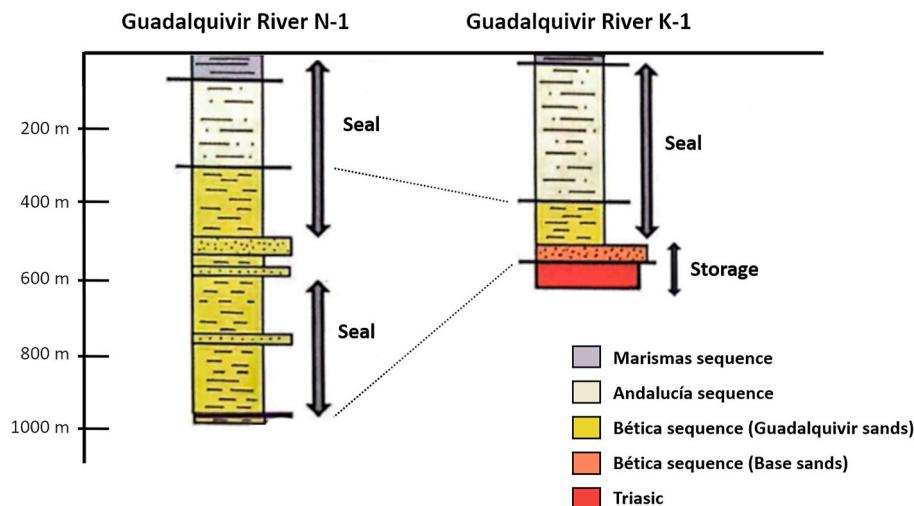 Guadalquivir River N-1
Guadalquivir River K-1
200 m
400 m
600 m
800 m
1000 m
Seal
Seal
Seal
Storage
Marismas sequence
Andalucía sequence
Bética sequence (Guadalquivir sands)
Bética sequence (Base sands)
Triasic